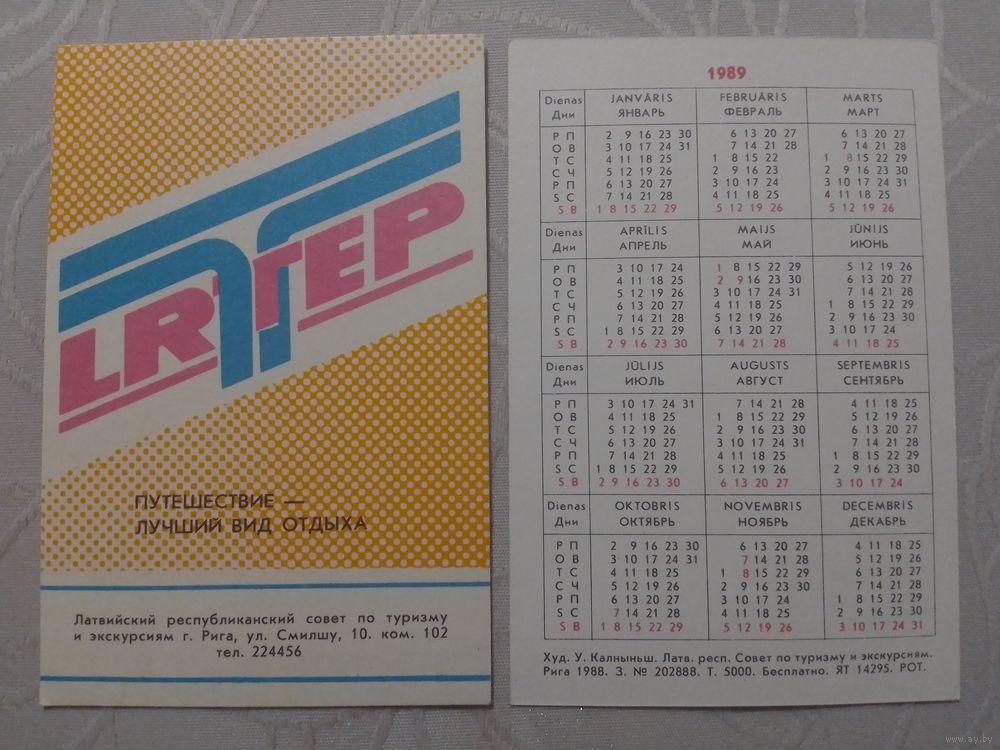 LRTEP
ПУТЕШЕСТВИЕ —
ЛУЧШИЙ ВИД ОТДЫХА
Латвийский республиканский совет по туризму
и экскурсиям г. Рига, ул. Смилшу, 10. ком. 102
тел. 224456
1989
Dienas JANVĀRIS FEBRUĀRIS MARTS
Дни ЯНВАРЬ ФЕВРАЛЬ МАРТ
P П 2 9 16 23 30 6 13 20 27 6 13 20 27
O В 3 10 17 24 31 7 14 21 28 7 14 21 28
T С 4 11 18 25 1 8 15 22 1 8 15 22 29
C Ч 5 12 19 26 2 9 16 23 2 9 16 23 30
P П 6 13 20 27 3 10 17 24 3 10 17 24 31
S С 7 14 21 28 4 11 18 25 4 11 18 25
S В 1 8 15 22 29 5 12 19 26 5 12 19 26
Dienas APRĪLIS MAIJS JŪNIJS
Дни АПРЕЛЬ МАЙ ИЮНЬ
P П 3 10 17 24 1 8 15 22 29 5 12 19 26
O В 4 11 18 25 2 9 16 23 30 6 13 20 27
T С 5 12 19 26 3 10 17 24 31 7 14 21 28
C Ч 6 13 20 27 4 11 18 25 1 8 15 22 29
P П 7 14 21 28 5 12 19 26 2 9 16 23 30
S С 1 8 15 22 29 6 13 20 27 3 10 17 24
S В 2 9 16 23 30 7 14 21 28 4 11 18 25
Dienas JŪLIJS AUGUSTS SEPTEMBRIS
Дни ИЮЛЬ АВГУСТ СЕНТЯБРЬ
P П 3 10 17 24 31 7 14 21 28 4 11 18 25
O В 4 11 18 25 1 8 15 22 29 5 12 19 26
T С 5 12 19 26 2 9 16 23 30 6 13 20 27
C Ч 6 13 20 27 3 10 17 24 31 7 14 21 28
P П 7 14 21 28 4 11 18 25 1 8 15 22 29
S С 1 8 15 22 29 5 12 19 26 2 9 16 23 30
S В 2 9 16 23 30 6 13 20 27 3 10 17 24
Dienas OKTOBRIS NOVEMBRIS DECEMBRIS
Дни ОКТЯБРЬ НОЯБРЬ ДЕКАБРЬ
P П 2 9 16 23 30 6 13 20 27 4 11 18 25
O В 3 10 17 24 31 7 14 21 28 5 12 19 26
T С 4 11 18 25 1 8 15 22 29 6 13 20 27
C Ч 5 12 19 26 2 9 16 23 30 7 14 21 28
P П 6 13 20 27 3 10 17 24 1 8 15 22 29
S С 7 14 21 28 4 11 18 25 2 9 16 23 30
S В 1 8 15 22 29 5 12 19 26 3 10 17 24 31
Худ. У. Калныньш. Латв. респ. Совет по туризму и экскурсиям.
Рига 1988. З. № 202888. Т. 5000. Бесплатно. ЯТ 14295. РОТ.
www.ay.by